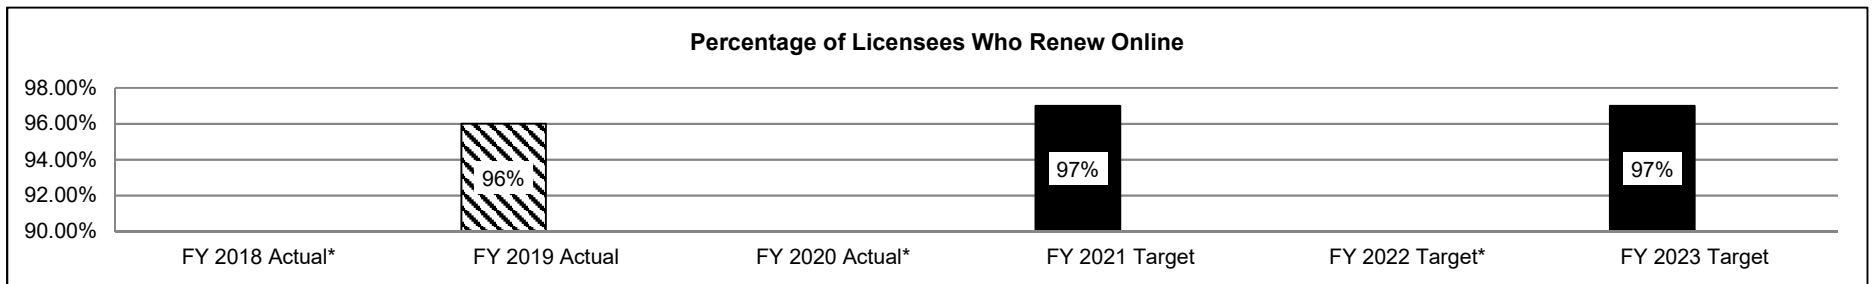 Percentage of Licensees Who Renew Online
98.00%
96.00%
94.00%
92.00%
90.00%
96%
97%
97%
FY 2018 Actual*
FY 2019 Actual
FY 2020 Actual*
FY 2021 Target
FY 2022 Target*
FY 2023 Target